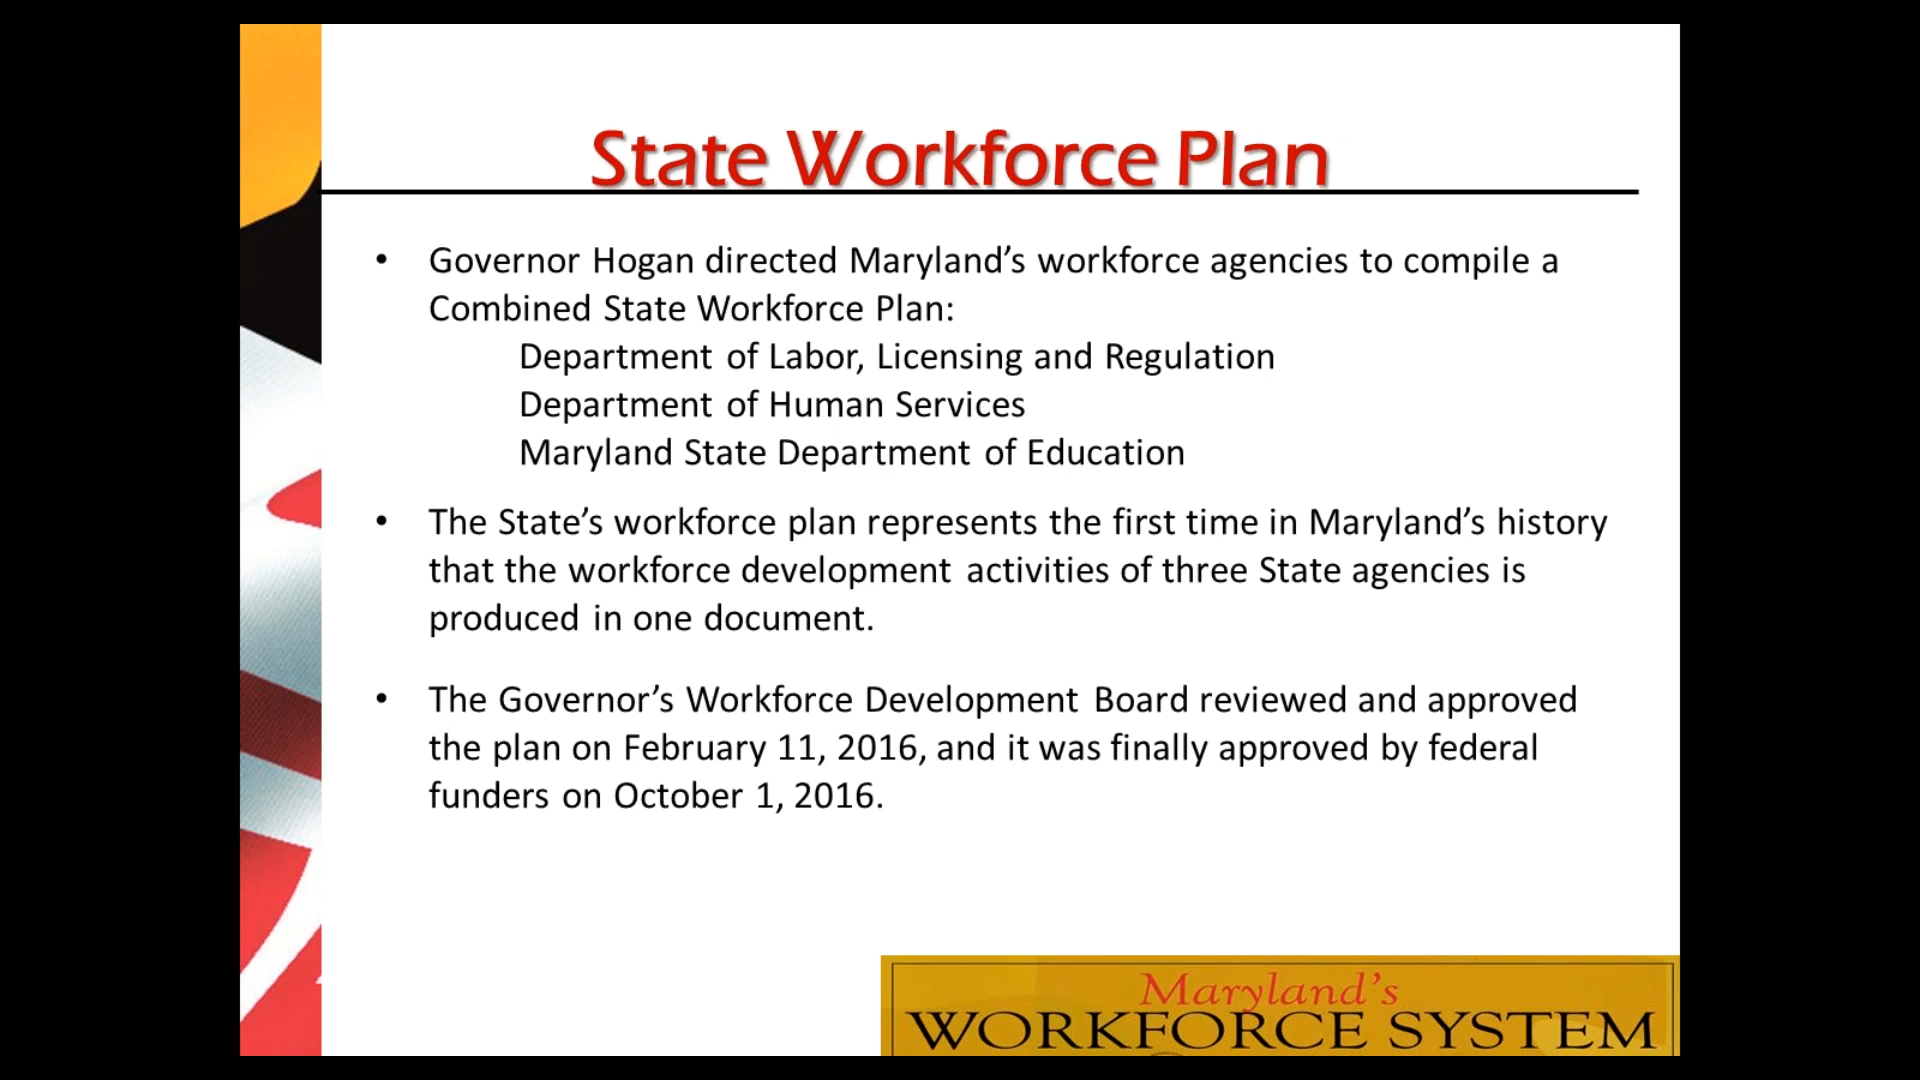 State Workforce Plan
• Governor Hogan directed Maryland’s workforce agencies to compile a
Combined State Workforce Plan:
Department of Labor, Licensing and Regulation
Department of Human Services
Maryland State Department of Education
• The State’s workforce plan represents the first time in Maryland’s history
that the workforce development activities of three State agencies is
produced in one document.
• The Governor’s Workforce Development Board reviewed and approved
the plan on February 11, 2016, and it was finally approved by federal
funders on October 1, 2016.
Maryland’s
WORKFORCE SYSTEM